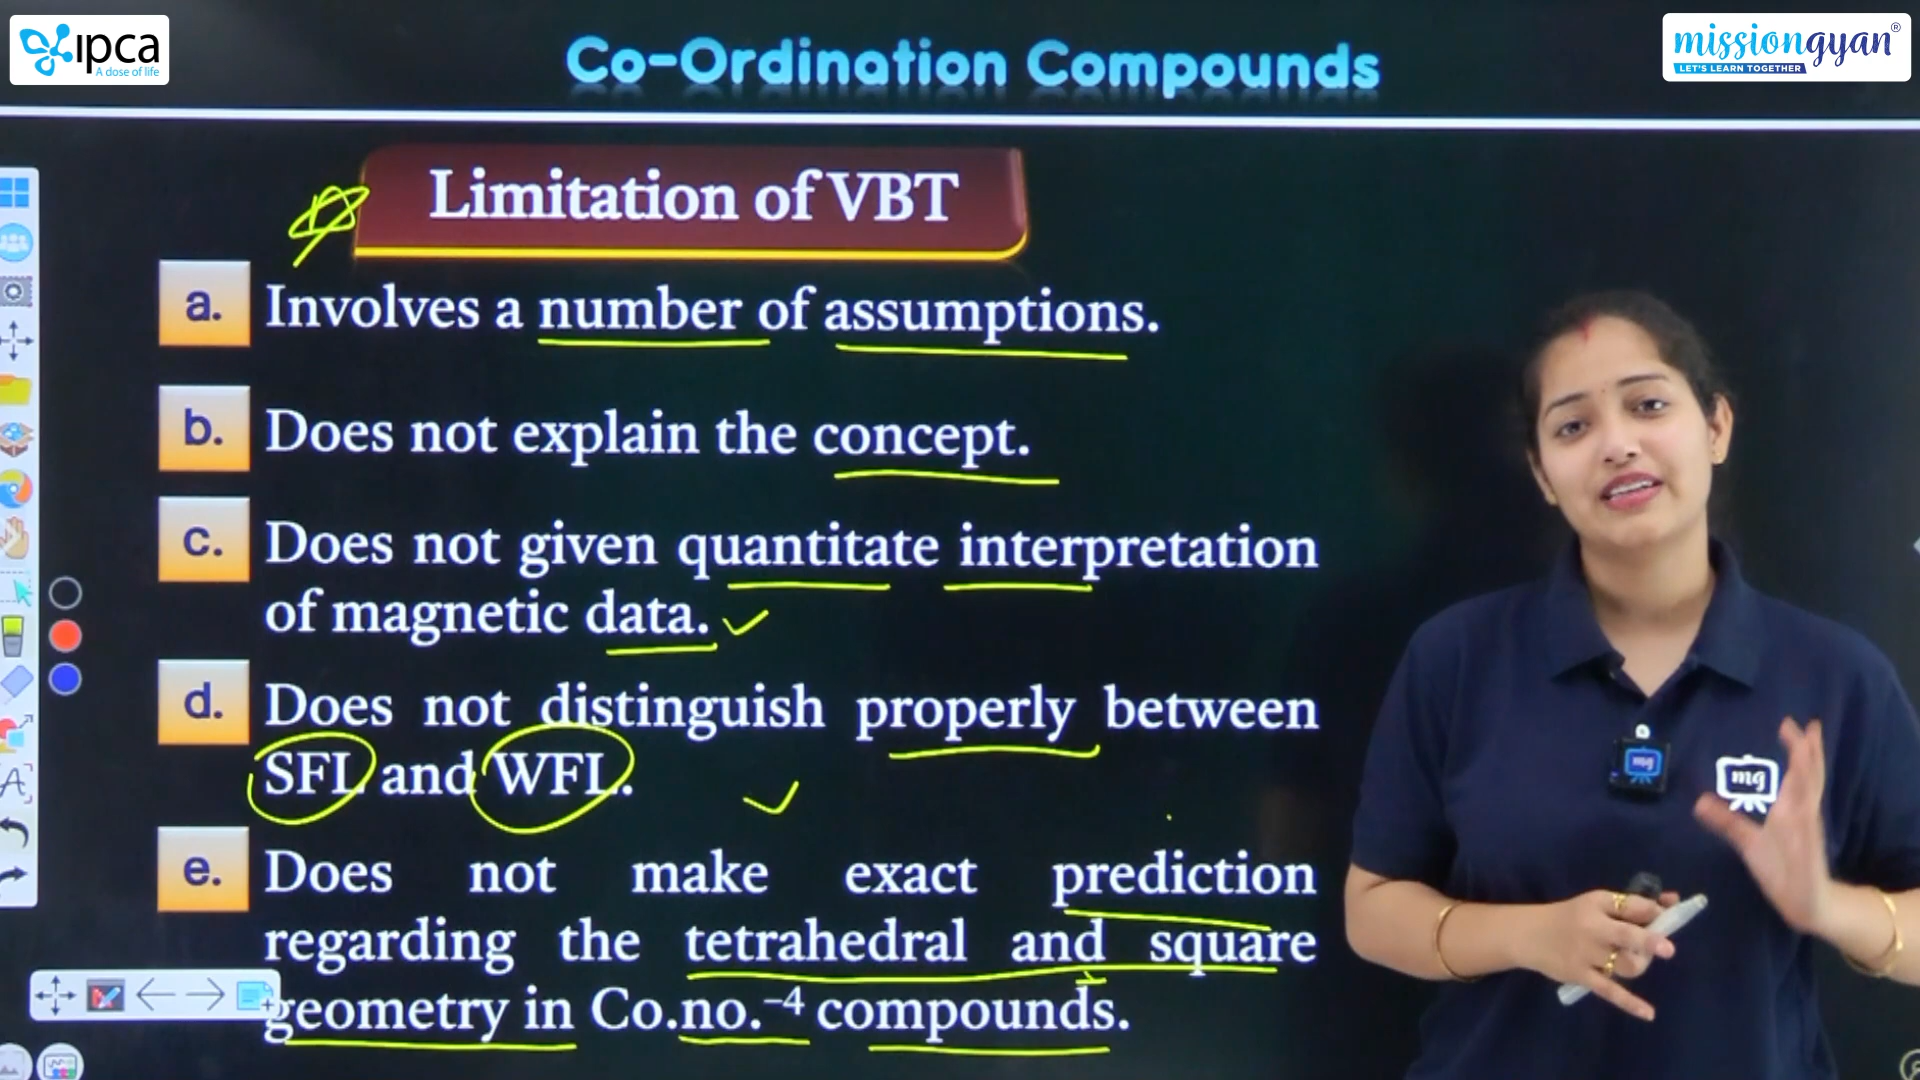 ipca
A dose of life
Co-Ordination Compounds
missiongyan®
LET'S LEARN TOGETHER
Limitation of VBT
a. Involves a number of assumptions.
b. Does not explain the concept.
c. Does not given quantitate interpretation
of magnetic data.
d. Does not distinguish properly between
SFL and WFL.
e. Does not make exact prediction
regarding the tetrahedral and square
geometry in Co.no.⁻⁴ compounds.
mg
mg